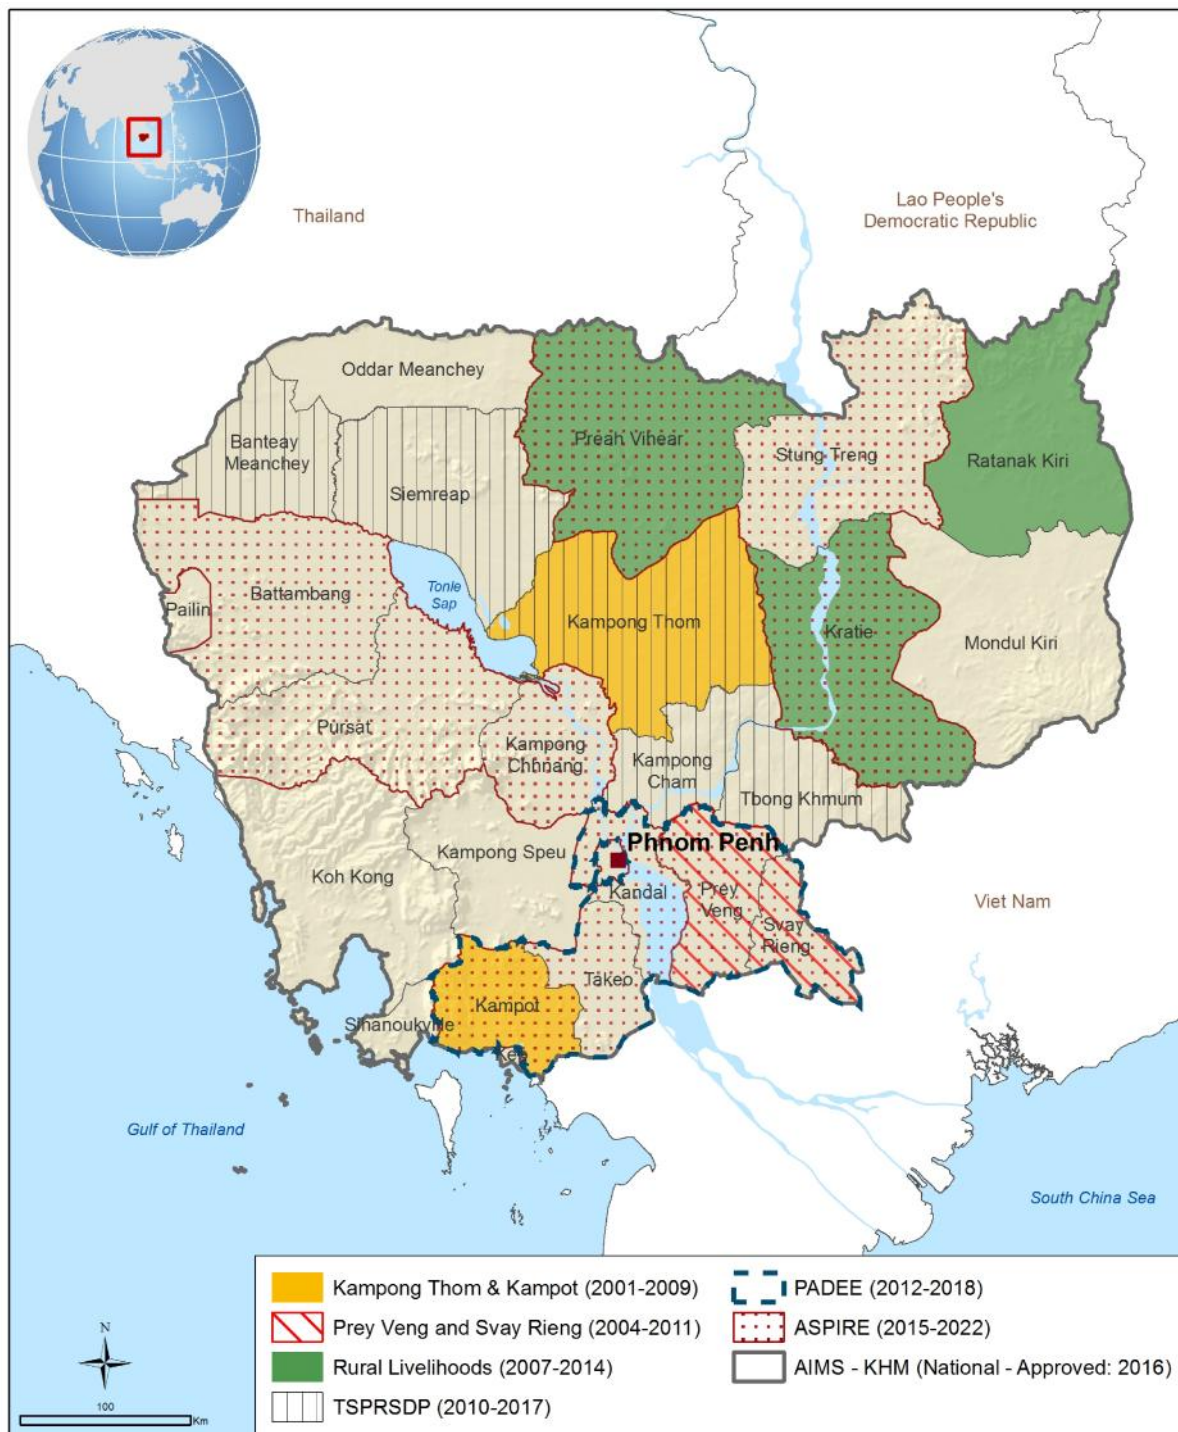 Thailand
Lao People's
Democratic Republic
Oddar Meanchey
Banteay
Meanchey
Siemreap
Preah Vihear
Stung Treng
Ratanak Kiri
Tonle
Sap
Pailin
Battambang
Kampong Thom
Kratie
Mondul Kiri
Pursat
Kampong
Chhnang
Kampong
Cham
Tbong Khmum
Phnom Penh
Kampong Speu
Koh Kong
Kandal
Prey
Veng
Svay
Rieng
Viet Nam
Takeo
Kampot
Sihanoukville
Kep
Gulf of Thailand
South China Sea
N
100
Km
Kampong Thom & Kampot (2001-2009)
Prey Veng and Svay Rieng (2004-2011)
Rural Livelihoods (2007-2014)
TSPRSDP (2010-2017)
PADEE (2012-2018)
ASPIRE (2015-2022)
AIMS - KHM (National - Approved: 2016)